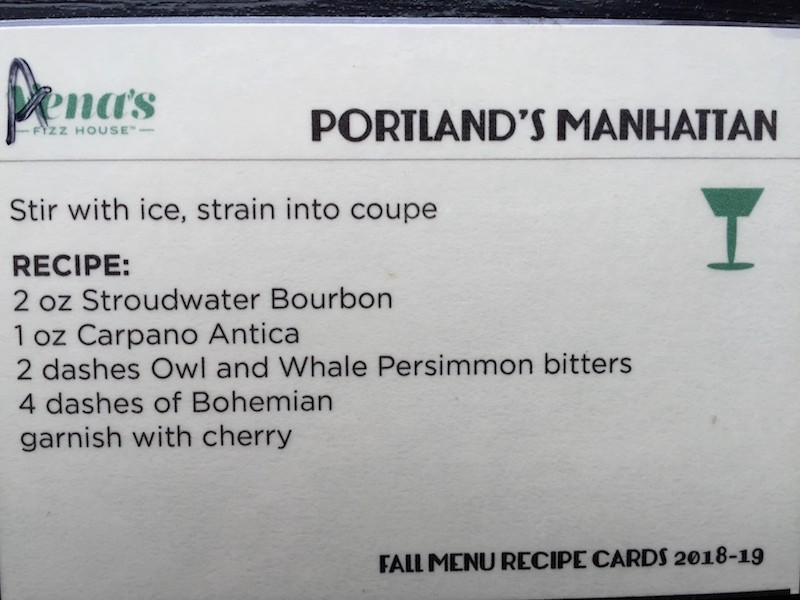 Vena's
FIZZ HOUSE™
PORTLAND'S MANHATTAN
Stir with ice, strain into coupe
RECIPE:
2 oz Stroudwater Bourbon
1 oz Carpano Antica
2 dashes Owl and Whale Persimmon bitters
4 dashes of Bohemian
garnish with cherry
FALL MENU RECIPE CARDS 2018-19